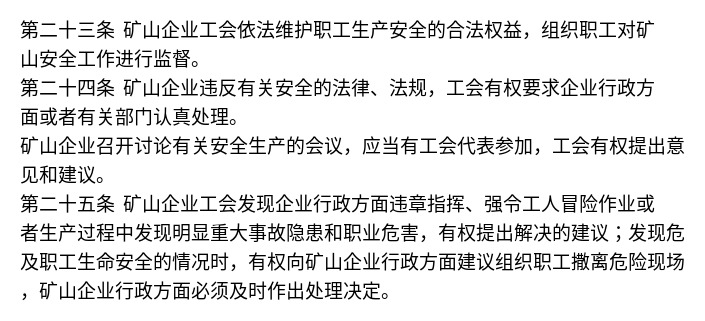 第二十三条 矿山企业工会依法维护职工生产安全的合法权益，组织职工对矿
山安全工作进行监督。
第二十四条 矿山企业违反有关安全的法律、法规，工会有权要求企业行政方
面或者有关部门认真处理。
矿山企业召开讨论有关安全生产的会议，应当有工会代表参加，工会有权提出意
见和建议。
第二十五条 矿山企业工会发现企业行政方面违章指挥、强令工人冒险作业或
者生产过程中发现明显重大事故隐患和职业危害，有权提出解决的建议；发现危
及职工生命安全的情况时，有权向矿山企业行政方面建议组织职工撒离危险现场
，矿山企业行政方面必须及时作出处理决定。